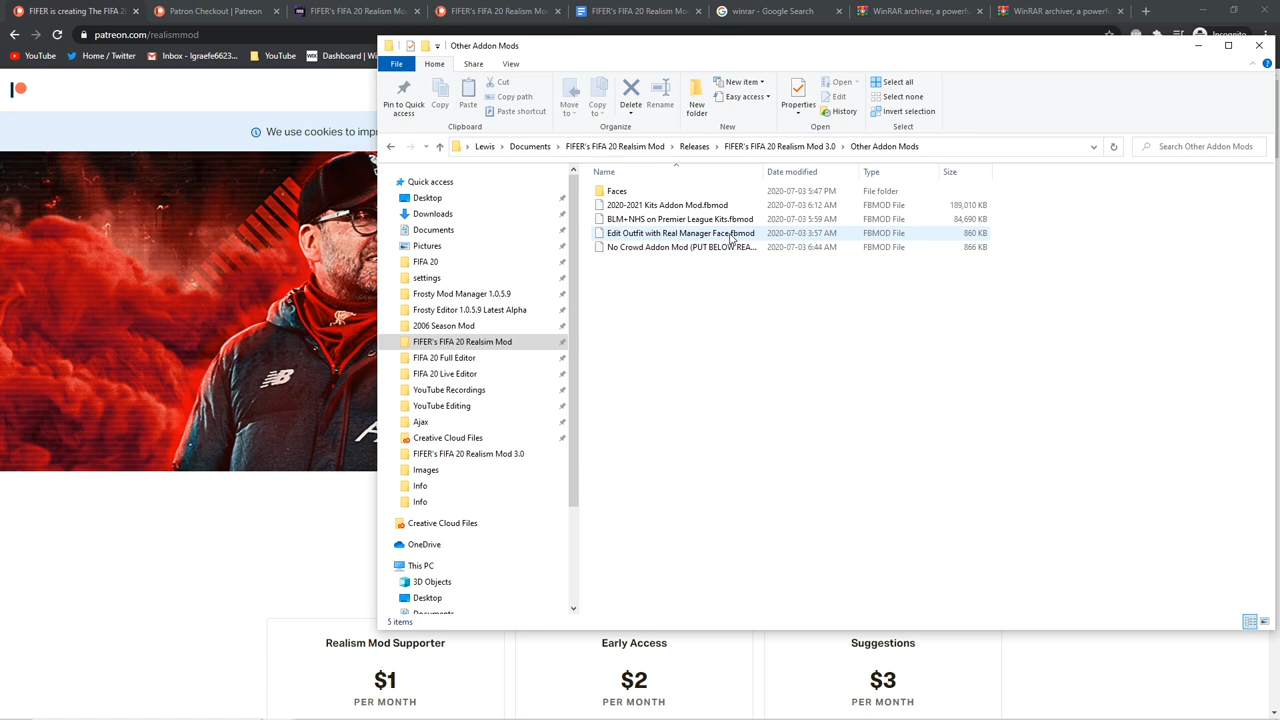 FIFER is creating The FIFA 2
Patron Checkout | Patreon
FIFER's FIFA 20 Realism Mo
FIFER's FIFA 20 Realism Mo
FIFER's FIFA 20 Realism Mod
winrar - Google Search
WinRAR archiver, a powerfu
WinRAR archiver, a powerfu
patreon.com/realismmod
Incognito
YouTube
Home / Twitter
Inbox - lgraefe6623...
YouTube
Dashboard | Wi
We use cookies to impr
Other Addon Mods
File
Home
Share
View
Pin to Quick access
Copy
Paste
Cut
Copy path
Paste shortcut
Clipboard
Move to
Copy to
Delete
Rename
Organize
New folder
New item
Easy access
New
Properties
Open
Edit
History
Open
Select all
Select none
Invert selection
Select
Lewis > Documents > FIFER's FIFA 20 Realsim Mod > Releases > FIFER's FIFA 20 Realism Mod 3.0 > Other Addon Mods
Search Other Addon Mods
Name Date modified Type Size
Faces 2020-07-03 5:47 PM File folder
2020-2021 Kits Addon Mod.fbmod 2020-07-03 6:12 AM FBMOD File 189,010 KB
BLM+NHS on Premier League Kits.fbmod 2020-07-03 5:59 AM FBMOD File 84,690 KB
Edit Outfit with Real Manager Face.fbmod 2020-07-03 3:57 AM FBMOD File 860 KB
No Crowd Addon Mod (PUT BELOW REA... 2020-07-03 6:44 AM FBMOD File 866 KB
Quick access
Desktop
Downloads
Documents
Pictures
FIFA 20
settings
Frosty Mod Manager 1.0.5.9
Frosty Editor 1.0.5.9 Latest Alpha
2006 Season Mod
FIFER's FIFA 20 Realsim Mod
FIFA 20 Full Editor
FIFA 20 Live Editor
YouTube Recordings
YouTube Editing
Ajax
Creative Cloud Files
FIFER's FIFA 20 Realism Mod 3.0
Images
Info
Info
Creative Cloud Files
OneDrive
This PC
3D Objects
Desktop
Documents
5 items
NB
Realism Mod Supporter
$1
PER MONTH
Early Access
$2
PER MONTH
Suggestions
$3
PER MONTH